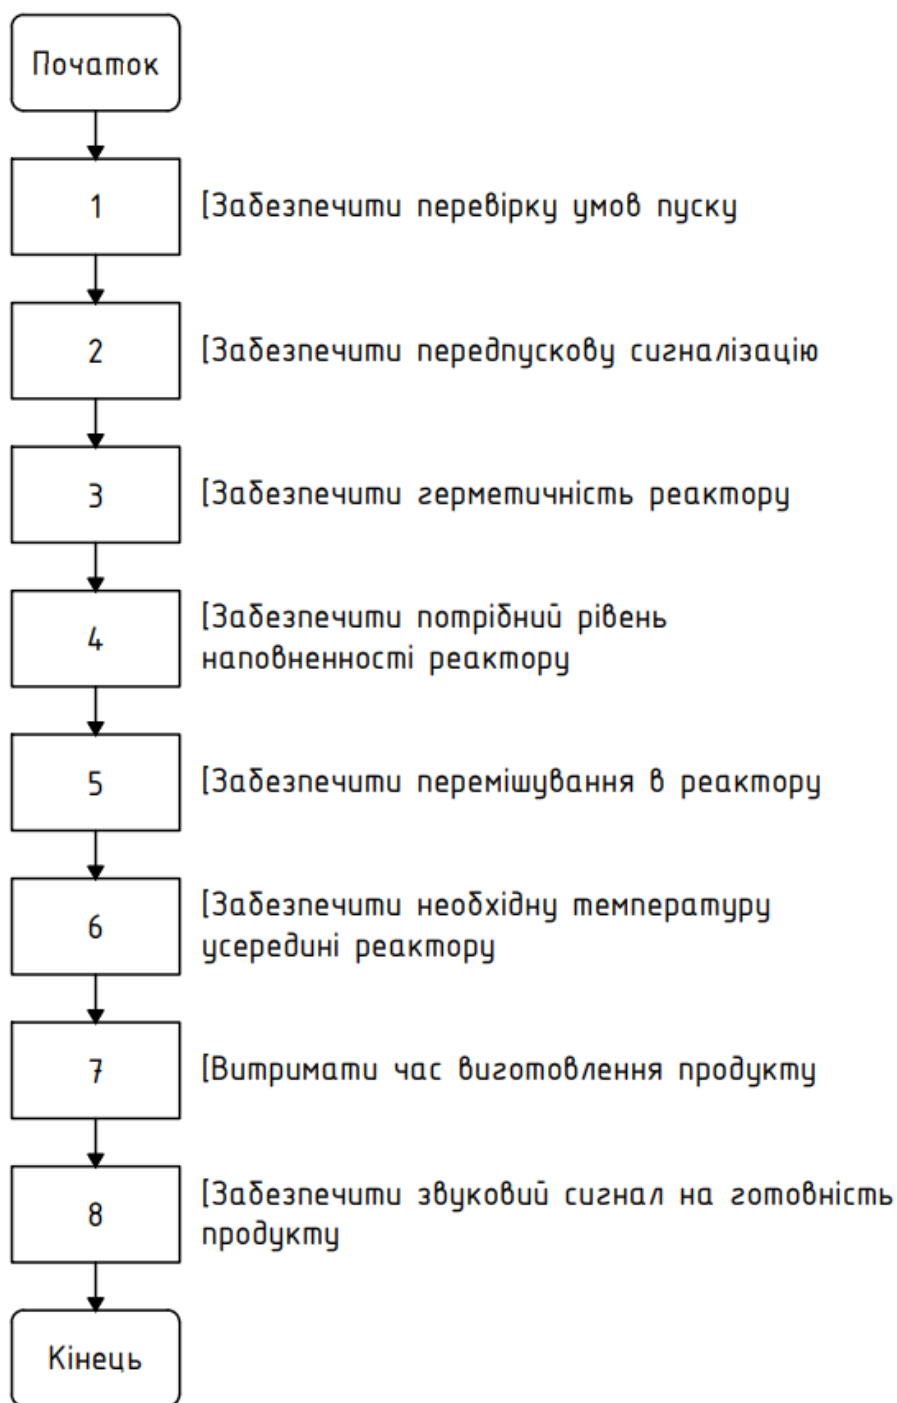 Початок
1
[Забезпечити перевірку умов пуску
2
[Забезпечити передпускову сигналізацію
3
[Забезпечити герметичність реактору
4
[Забезпечити потрібний рівень
наповненності реактору
5
[Забезпечити перемішування в реактору
6
[Забезпечити необхідну температуру
усередині реактору
7
[Витримати час виготовлення продукту
8
[Забезпечити звуковий сигнал на готовність
продукту
Кінець